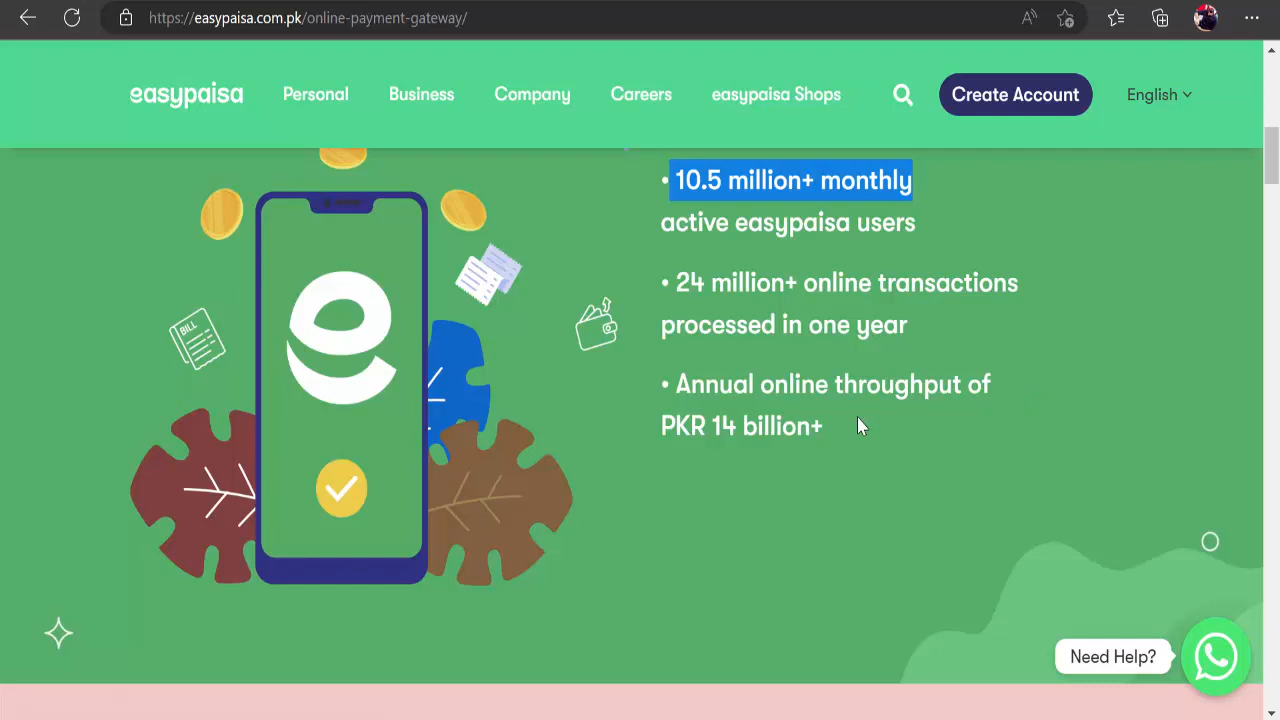 https://easypaisa.com.pk/online-payment-gateway/
easypaisa Personal Business Company Careers easypaisa Shops Create Account English
• 10.5 million+ monthly
active easypaisa users
• 24 million+ online transactions
processed in one year
• Annual online throughput of
PKR 14 billion+
BILL
e
Need Help?